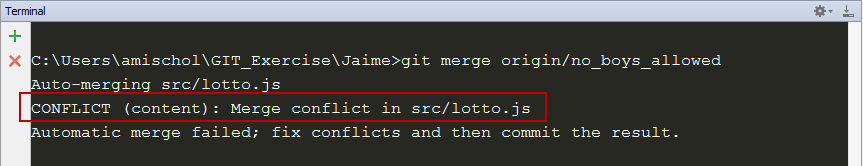 Terminal
C:\Users\amischol\GIT_Exercise\Jaime>git merge origin/no_boys_allowed
Auto-merging src/lotto.js
CONFLICT (content): Merge conflict in src/lotto.js
Automatic merge failed; fix conflicts and then commit the result.